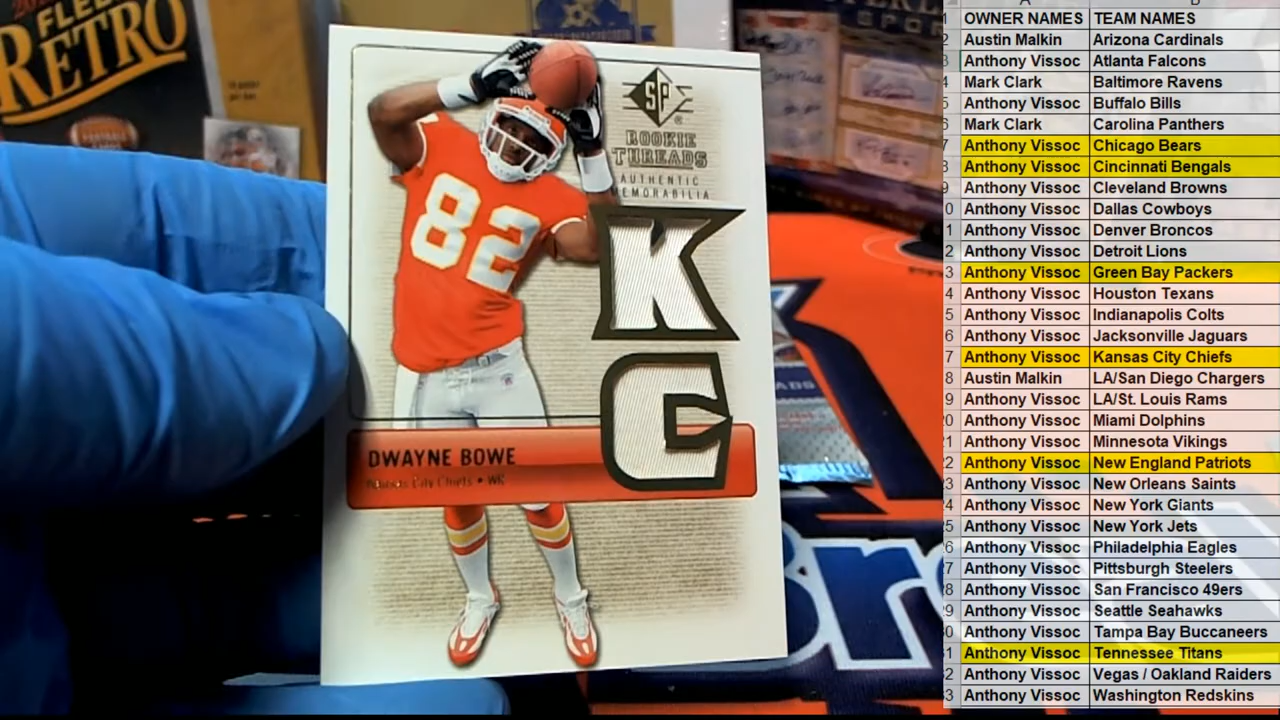 FLEER
RETRO
SP
ROOKIE
THREADS
AUTHENTIC
MEMORABILIA
82
K
C
DWAYNE BOWE
Kansas City Chiefs • WR
OWNER NAMES TEAM NAMES
Austin Malkin Arizona Cardinals
Anthony Vissoc Atlanta Falcons
Mark Clark Baltimore Ravens
Anthony Vissoc Buffalo Bills
Mark Clark Carolina Panthers
Anthony Vissoc Chicago Bears
Anthony Vissoc Cincinnati Bengals
Anthony Vissoc Cleveland Browns
Anthony Vissoc Dallas Cowboys
Anthony Vissoc Denver Broncos
Anthony Vissoc Detroit Lions
Anthony Vissoc Green Bay Packers
Anthony Vissoc Houston Texans
Anthony Vissoc Indianapolis Colts
Anthony Vissoc Jacksonville Jaguars
Anthony Vissoc Kansas City Chiefs
Austin Malkin LA/San Diego Chargers
Anthony Vissoc LA/St. Louis Rams
Anthony Vissoc Miami Dolphins
Anthony Vissoc Minnesota Vikings
Anthony Vissoc New England Patriots
Anthony Vissoc New Orleans Saints
Anthony Vissoc New York Giants
Anthony Vissoc New York Jets
Anthony Vissoc Philadelphia Eagles
Anthony Vissoc Pittsburgh Steelers
Anthony Vissoc San Francisco 49ers
Anthony Vissoc Seattle Seahawks
Anthony Vissoc Tampa Bay Buccaneers
Anthony Vissoc Tennessee Titans
Anthony Vissoc Vegas / Oakland Raiders
Anthony Vissoc Washington Redskins